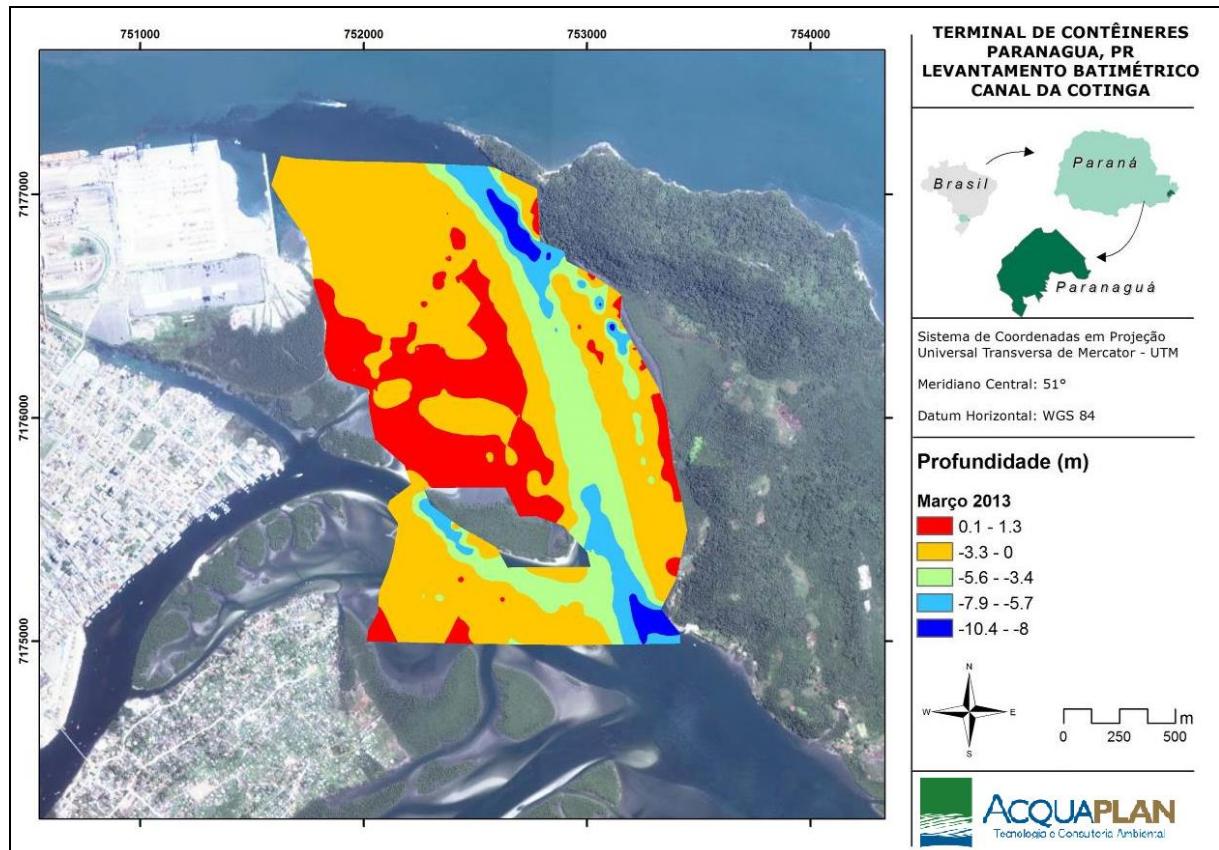 751000 752000 753000 754000
7177000
7176000
7175000
TERMINAL DE CONTÊINERES
PARANAGUA, PR
LEVANTAMENTO BATIMÉTRICO
CANAL DA COTINGA
Brasil
Paraná
Paranaguá
Sistema de Coordenadas em Projeção
Universal Transversa de Mercator - UTM
Meridiano Central: 51°
Datum Horizontal: WGS 84
Profundidade (m)
Março 2013
0.1 - 1.3
-3.3 - 0
-5.6 - -3.4
-7.9 - -5.7
-10.4 - -8
N
W E
S
m
0 250 500
ACQUAPLAN
Tecnologia e Consultoria Ambiental